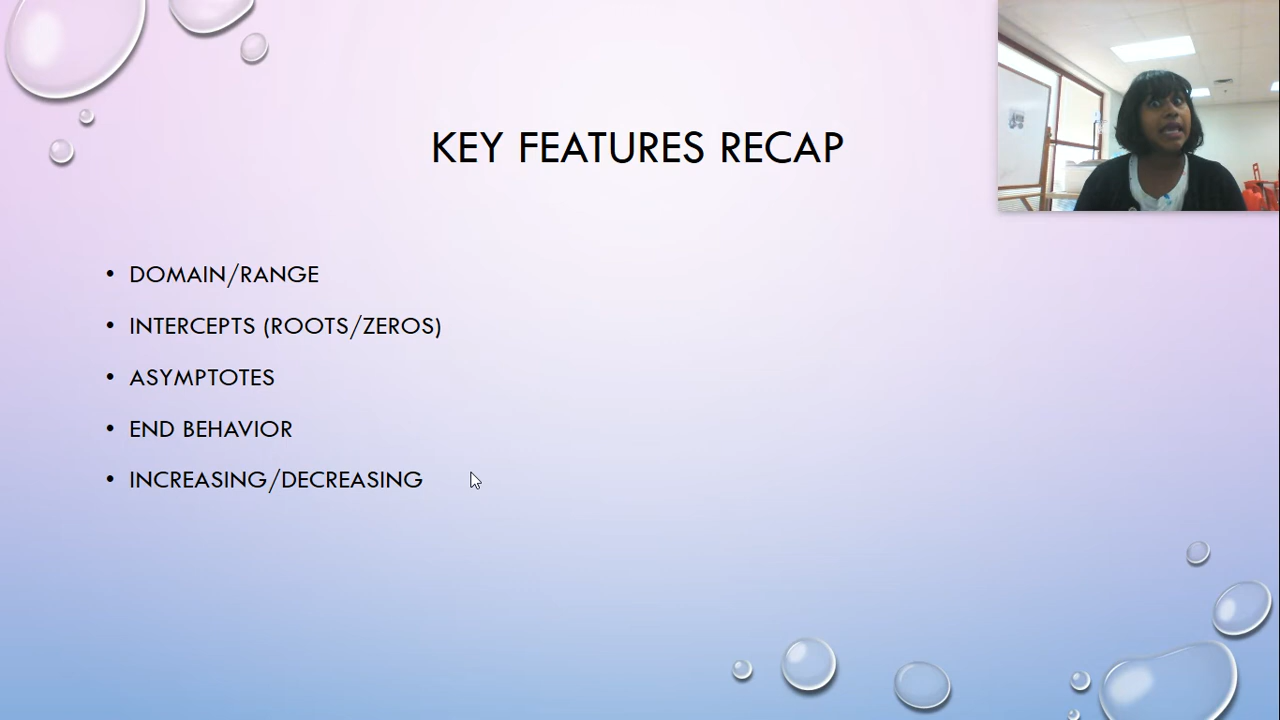 KEY FEATURES RECAP
• DOMAIN/RANGE
• INTERCEPTS (ROOTS/ZEROS)
• ASYMPTOTES
• END BEHAVIOR
• INCREASING/DECREASING